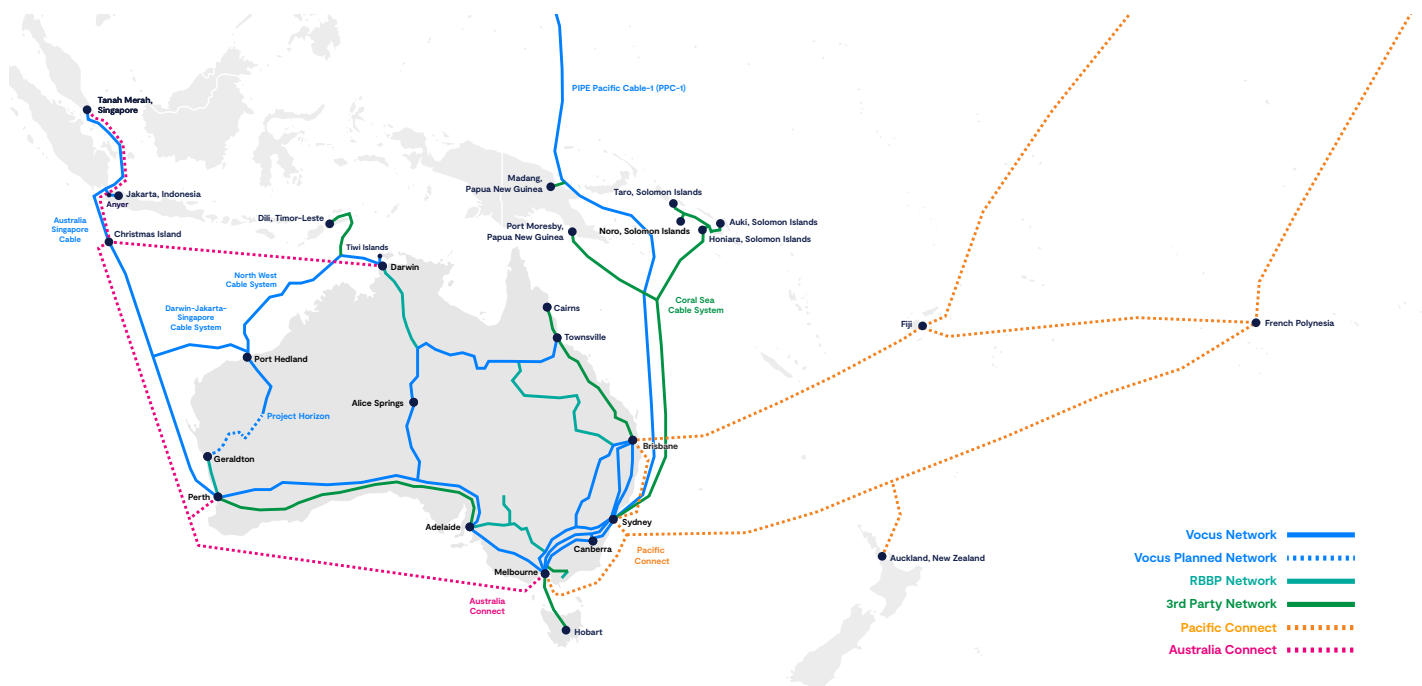 PIPE Pacific Cable-1 (PPC-1)
Tanah Merah,
Singapore
Madang,
Papua New Guinea
Taro, Solomon Islands
Jakarta, Indonesia
Anyer
Australia
Singapore
Cable
Christmas Island
Dili, Timor-Leste
Port Moresby,
Papua New Guinea
Noro, Solomon Islands
Auki, Solomon Islands
Honiara, Solomon Islands
Tiwi Islands
Darwin
North West
Cable System
Darwin-Jakarta-
Singapore
Cable System
Coral Sea
Cable System
Cairns
Townsville
Fiji
French Polynesia
Port Hedland
Alice Springs
Project Horizon
Brisbane
Geraldton
Perth
Adelaide
Sydney
Canberra
Pacific
Connect
Melbourne
Auckland, New Zealand
Australia
Connect
Hobart
Vocus Network
Vocus Planned Network
RBBP Network
3rd Party Network
Pacific Connect
Australia Connect